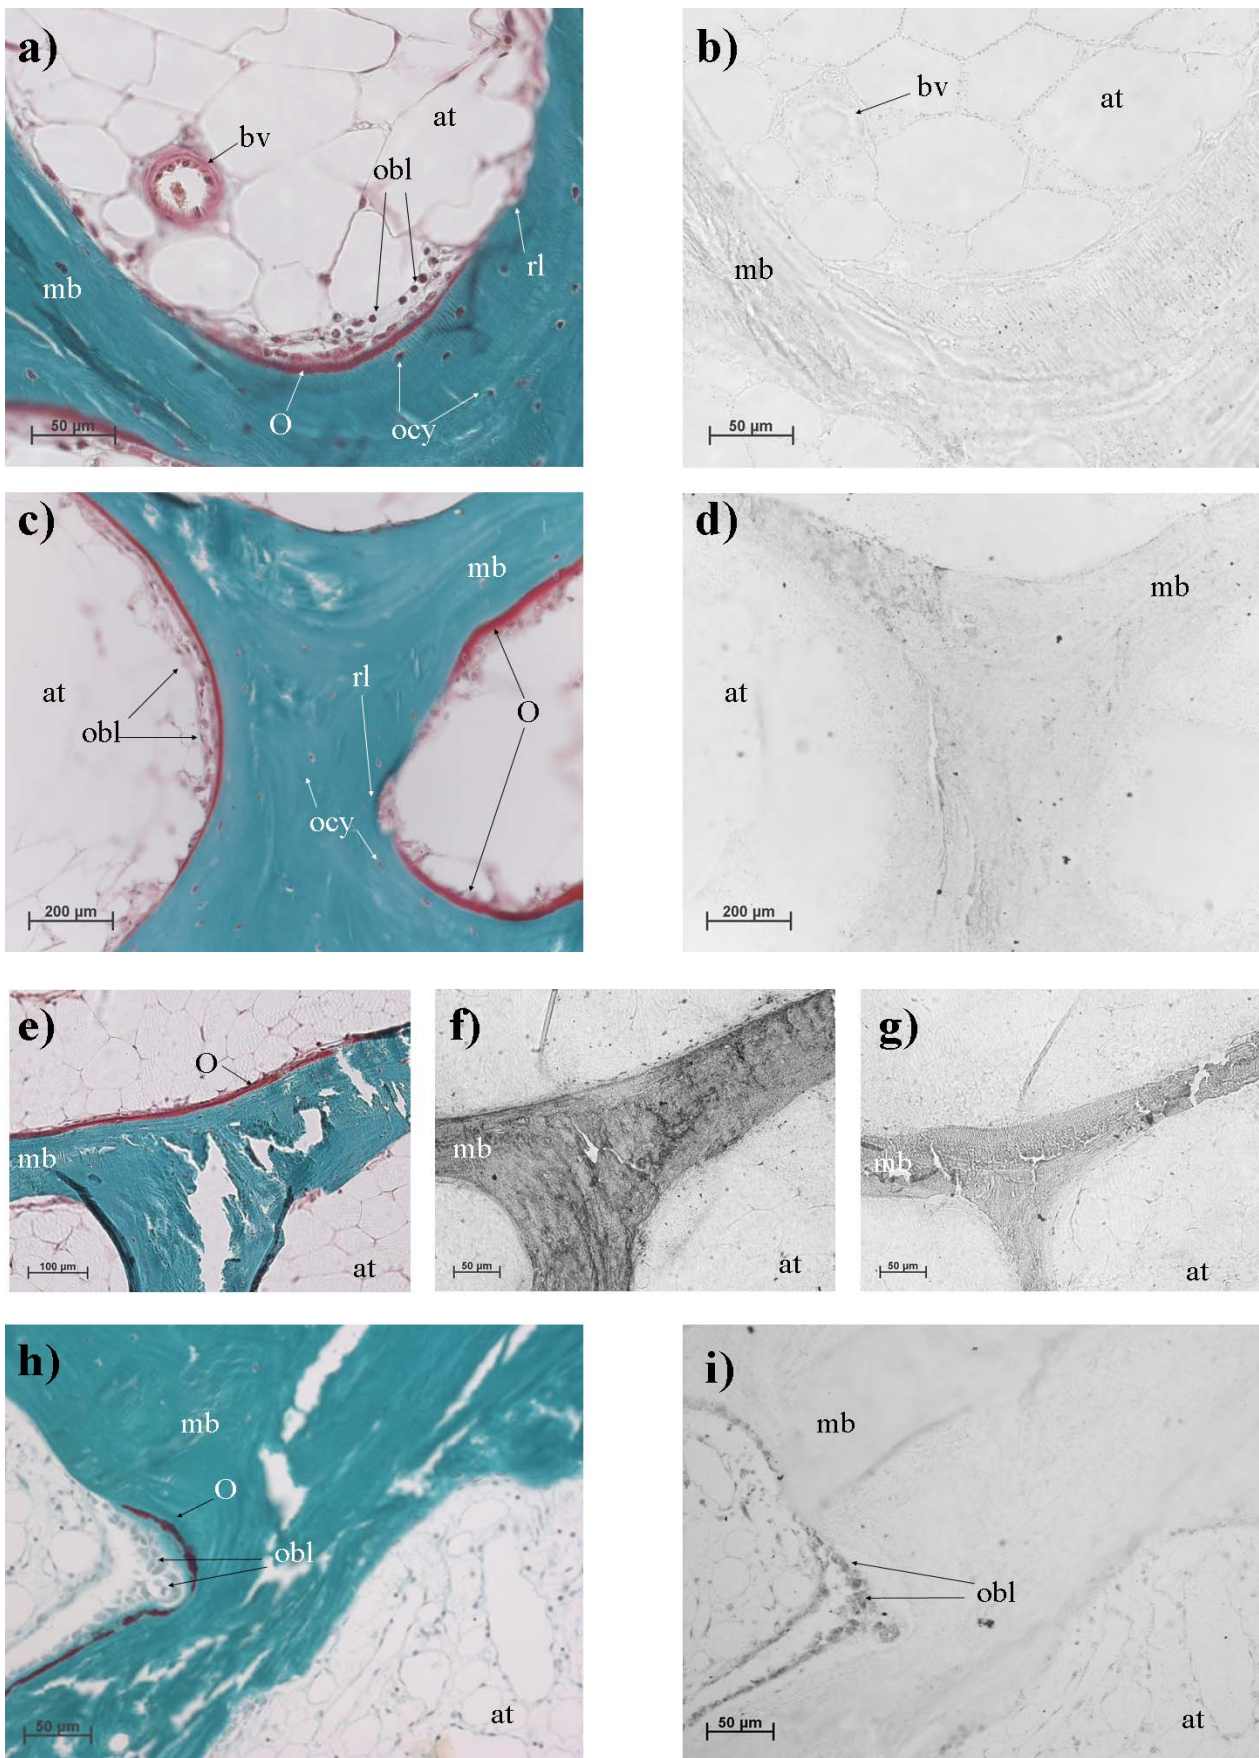 a)
at
bv
obl
rl
mb
O
ocy
50 µm
b)
bv
at
mb
50 µm
c)
mb
rl
at
O
obl
ocy
200 µm
d)
mb
at
200 µm
e)
O
mb
at
100 µm
f)
mb
at
50 µm
g)
mb
at
50 µm
h)
mb
O
obl
at
50 µm
i)
mb
obl
at
50 µm